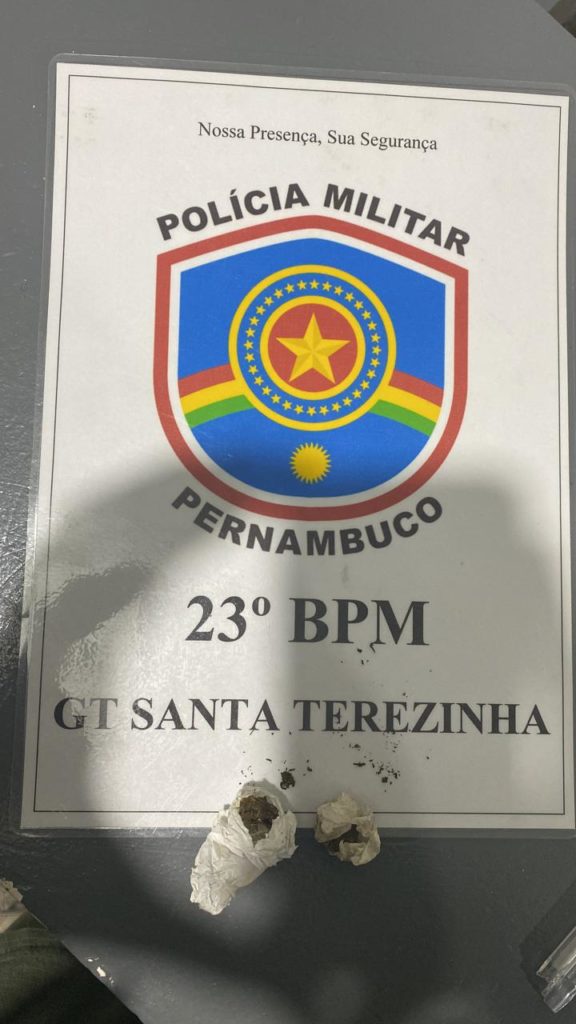 Nossa Presença, Sua Segurança
POLÍCIA MILITAR
PERNAMBUCO
23º BPM
GT SANTA TEREZINHA